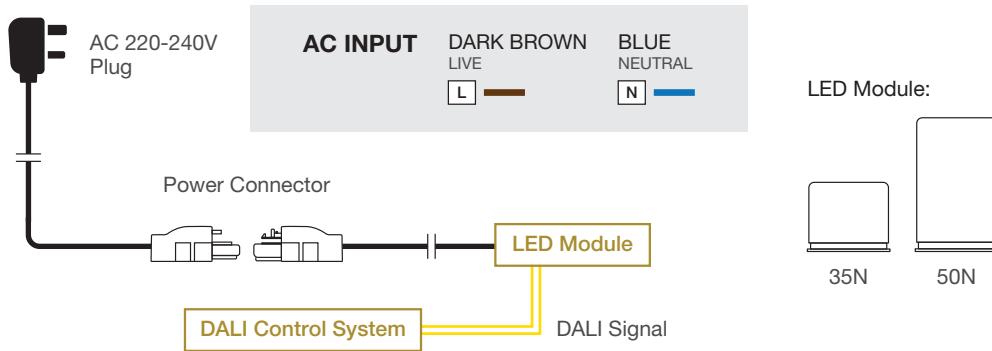 AC 220-240V
Plug
AC INPUT
DARK BROWN
LIVE
L
BLUE
NEUTRAL
N
LED Module:
Power Connector
LED Module
35N
50N
DALI Control System
DALI Signal